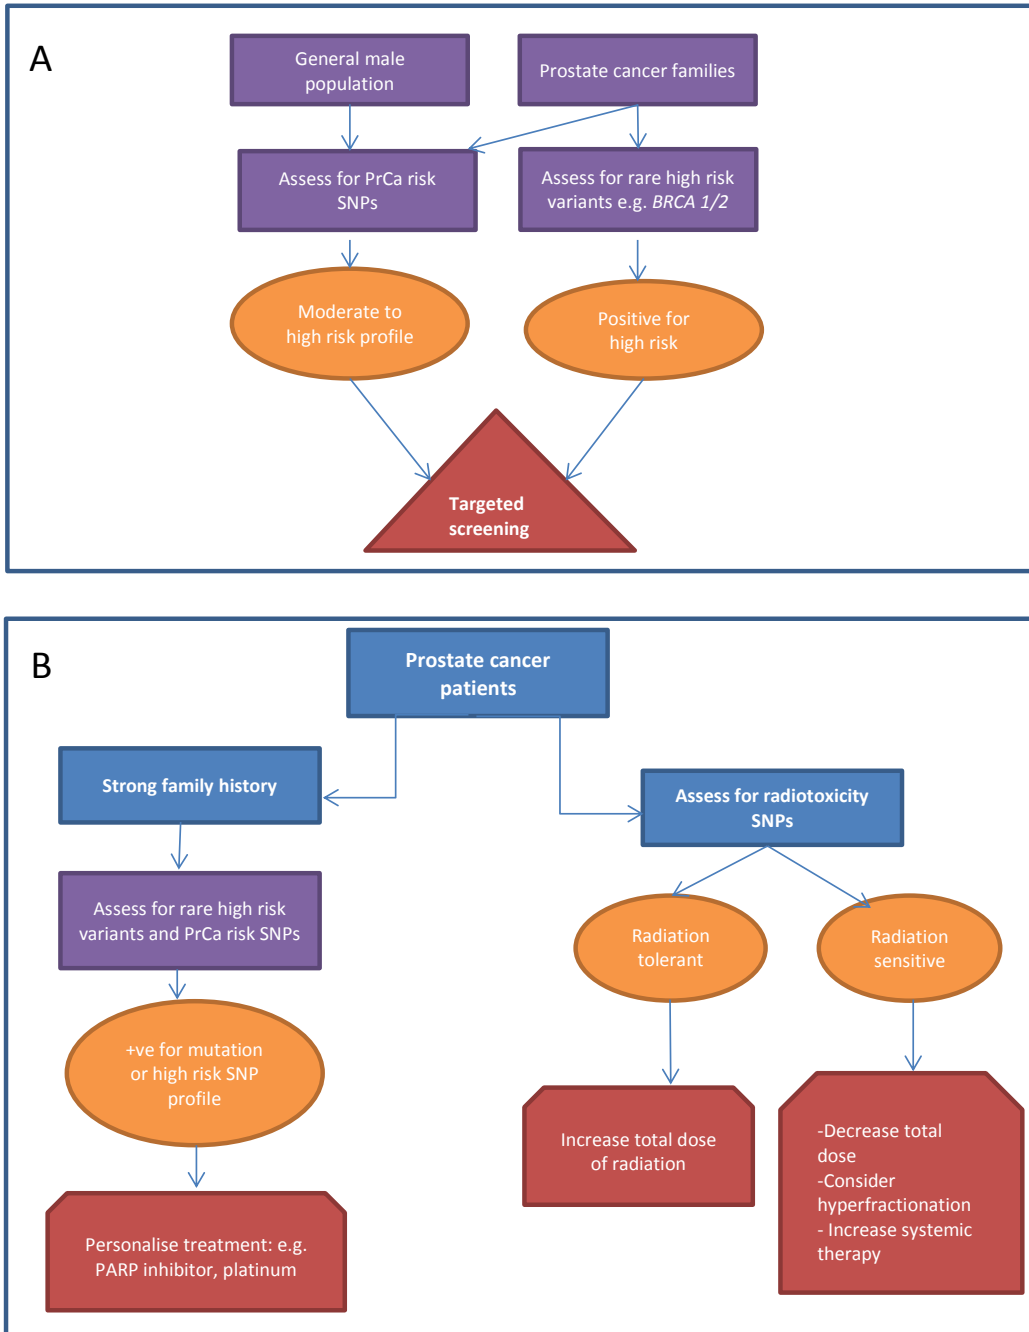 A
General male
population
Prostate cancer families
Assess for PrCa risk
SNPs
Assess for rare high risk
variants e.g. BRCA 1/2
Moderate to
high risk profile
Positive for
high risk
Targeted
screening
B
Prostate cancer
patients
Strong family history
Assess for radiotoxicity
SNPs
Assess for rare high risk
variants and PrCa risk SNPs
Radiation
tolerant
Radiation
sensitive
+ve for mutation
or high risk SNP
profile
Increase total dose
of radiation
-Decrease total
dose
-Consider
hyperfractionation
- Increase systemic
therapy
Personalise treatment: e.g.
PARP inhibitor, platinum